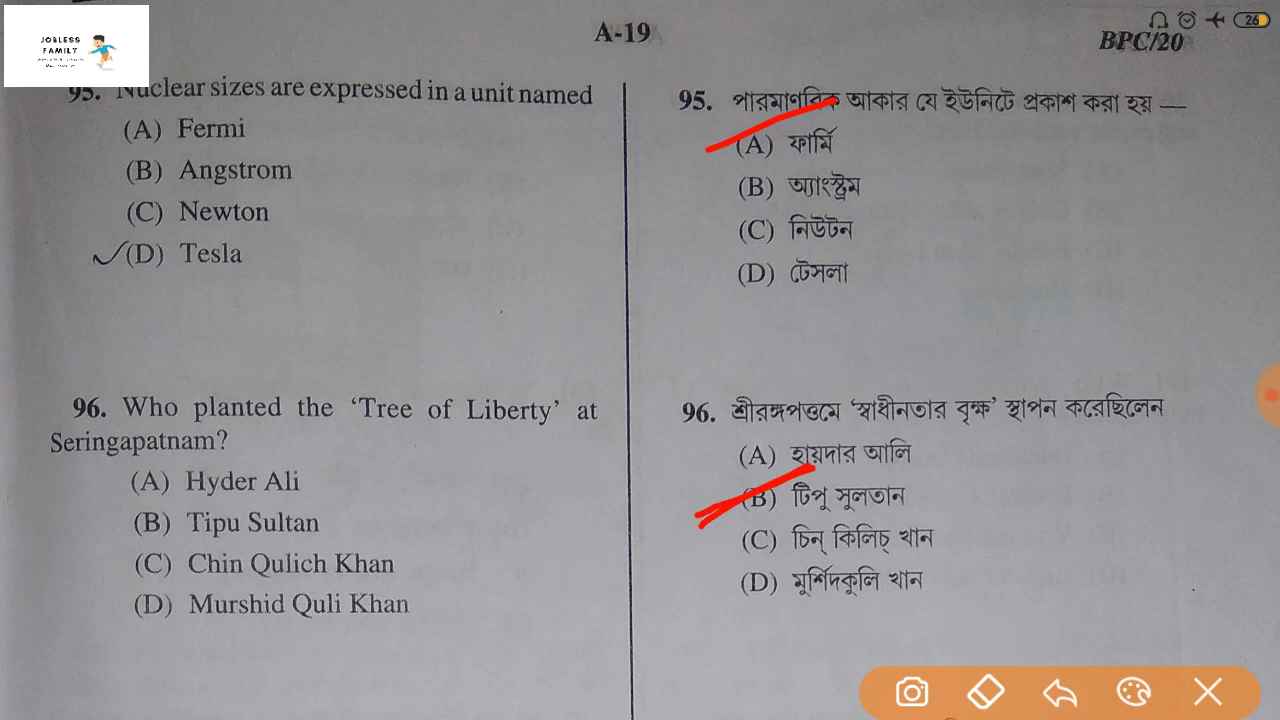 JOBLESS
FAMILY
26
A-19
BPC/20
95. Nuclear sizes are expressed in a unit named
(A) Fermi
(B) Angstrom
(C) Newton
(D) Tesla
96. Who planted the ‘Tree of Liberty’ at
Seringapatnam?
(A) Hyder Ali
(B) Tipu Sultan
(C) Chin Qulich Khan
(D) Murshid Quli Khan
95. পারমাণবিক আকার যে ইউনিটে প্রকাশ করা হয় —
(A) ফার্মি
(B) অ্যাংস্ট্রম
(C) নিউটন
(D) টেসলা
96. শ্রীরঙ্গপত্তমে ‘স্বাধীনতার বৃক্ষ’ স্থাপন করেছিলেন
(A) হায়দার আলি
(B) টিপু সুলতান
(C) চিন্ কিলিচ্ খান
(D) মুর্শিদকুলি খান